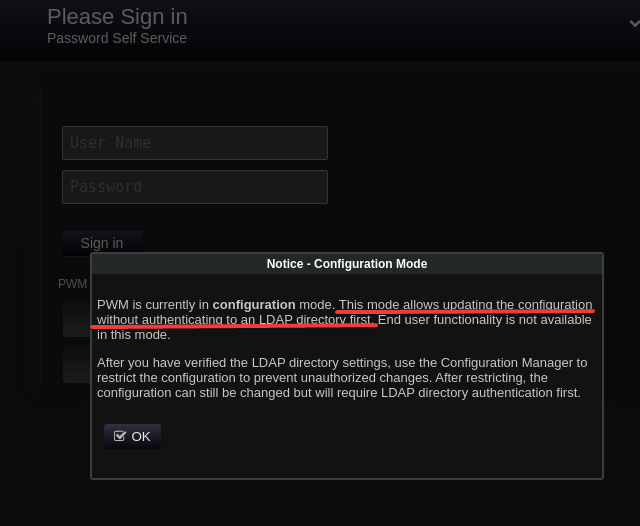 Please Sign in
Password Self Service
User Name
Password
Sign in
PWM
Notice - Configuration Mode
PWM is currently in configuration mode. This mode allows updating the configuration
without authenticating to an LDAP directory first. End user functionality is not available
in this mode.
After you have verified the LDAP directory settings, use the Configuration Manager to
restrict the configuration to prevent unauthorized changes. After restricting, the
configuration can still be changed but will require LDAP directory authentication first.
OK